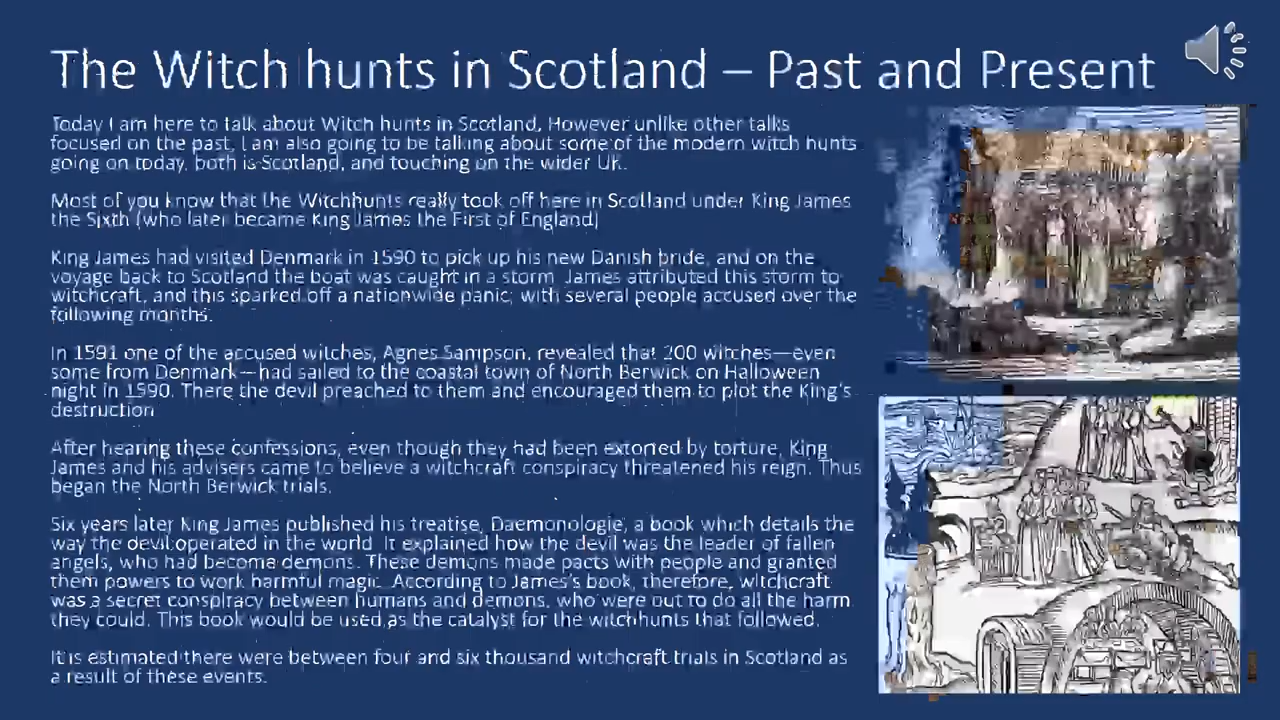 The Witch hunts in Scotland – Past and Present
Today I am here to talk about Witch hunts in Scotland, However unlike other talks
focused on the past, I am also going to be talking about some of the modern witch hunts
going on today, both is Scotland, and touching on the wider UK.
Most of you know that the Witchhunts really took off here in Scotland under King James
the Sixth (who later became King James the First of England)
King James had visited Denmark in 1590 to pick up his new Danish bride, and on the
voyage back to Scotland the boat was caught in a storm. James attributed this storm to
witchcraft, and this sparked off a nationwide panic, with several people accused over the
following months.
In 1591 one of the accused witches, Agnes Sampson, revealed that 200 witches—even
some from Denmark—had sailed to the coastal town of North Berwick on Halloween
night in 1590. There the devil preached to them and encouraged them to plot the King's
destruction
After hearing these confessions, even though they had been extorted by torture, King
James and his advisers came to believe a witchcraft conspiracy threatened his reign. Thus
began the North Berwick trials.
Six years later King James published his treatise, Daemonologie, a book which details the
way the devil operated in the world. It explained how the devil was the leader of fallen
angels, who had become demons. These demons made pacts with people and granted
them powers to work harmful magic. According to James's book, therefore, witchcraft
was a secret conspiracy between humans and demons, who were out to do all the harm
they could. This book would be used as the catalyst for the witchhunts that followed.
It is estimated there were between four and six thousand witchcraft trials in Scotland as
a result of these events.